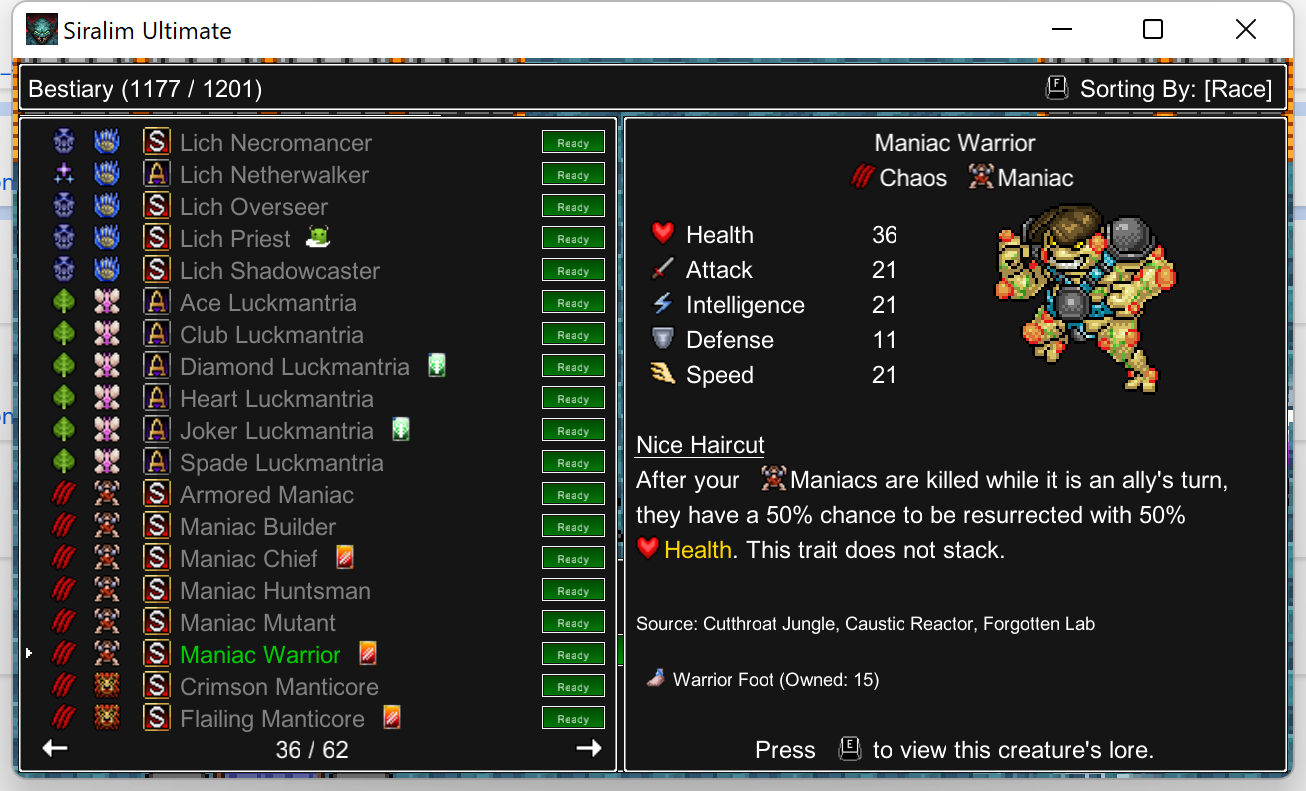 Siralim Ultimate
Bestiary (1177 / 1201)
F Sorting By: [Race]
S Lich Necromancer Ready
A Lich Netherwalker Ready
S Lich Overseer Ready
S Lich Priest Ready
S Lich Shadowcaster Ready
A Ace Luckmantria Ready
A Club Luckmantria Ready
A Diamond Luckmantria Ready
A Heart Luckmantria Ready
A Joker Luckmantria Ready
A Spade Luckmantria Ready
S Armored Maniac Ready
S Maniac Builder Ready
S Maniac Chief Ready
S Maniac Huntsman Ready
S Maniac Mutant Ready
S Maniac Warrior Ready
S Crimson Manticore Ready
S Flailing Manticore Ready
36 / 62
Maniac Warrior
Chaos Maniac
Health 36
Attack 21
Intelligence 21
Defense 11
Speed 21
Nice Haircut
After your Maniacs are killed while it is an ally's turn,
they have a 50% chance to be resurrected with 50%
Health. This trait does not stack.
Source: Cutthroat Jungle, Caustic Reactor, Forgotten Lab
Warrior Foot (Owned: 15)
Press E to view this creature's lore.